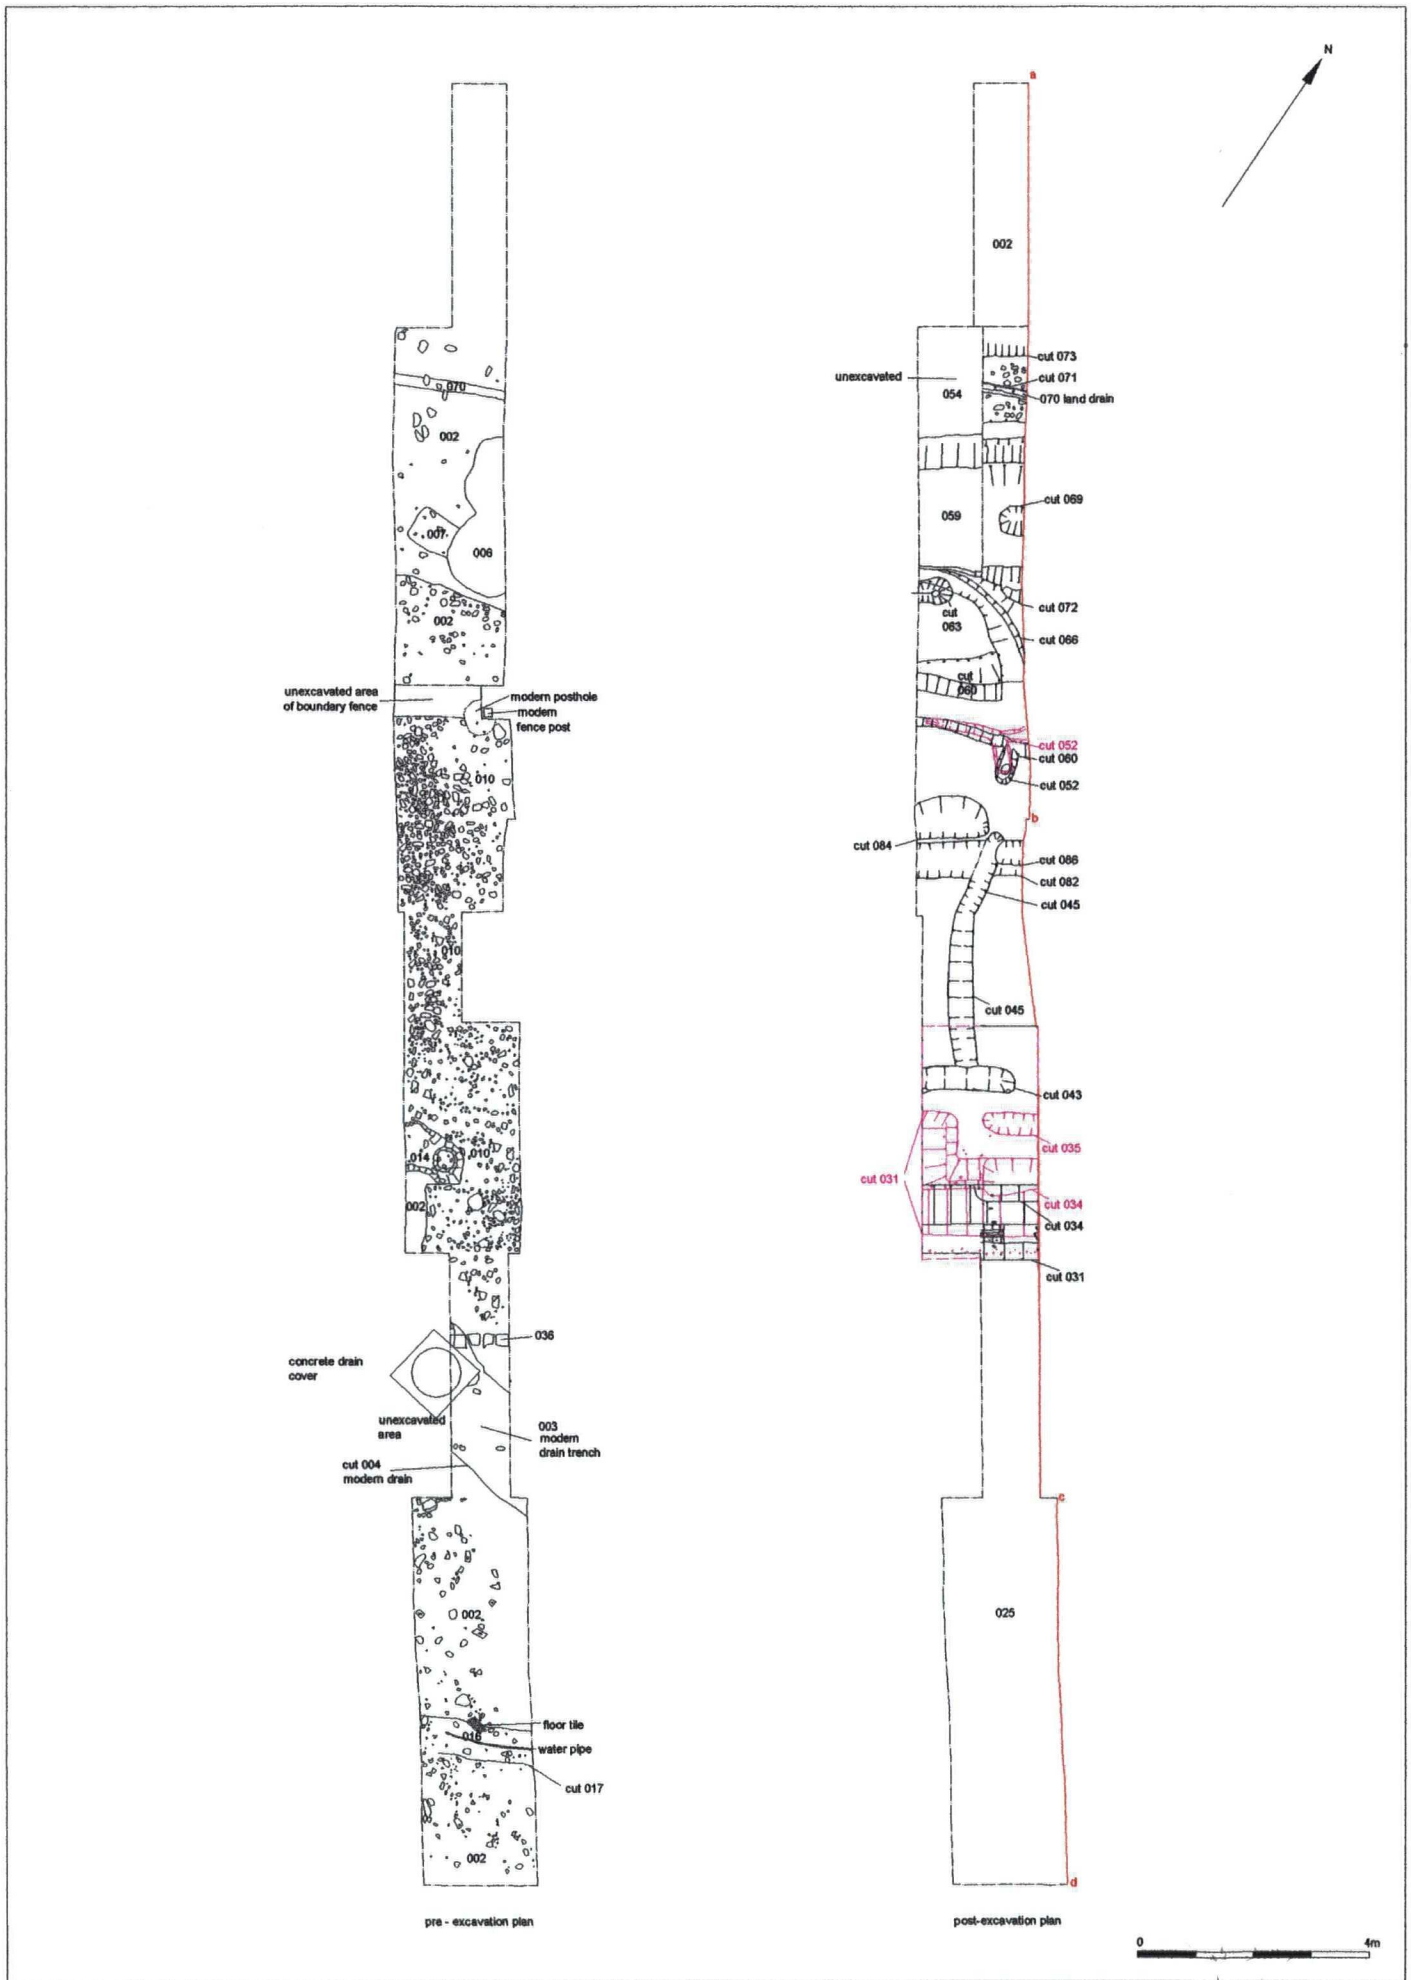 N
070
002
007
006
002
unexcavated area
of boundary fence
modern posthole
modern
fence post
010
010
014
010
002
036
concrete drain
cover
unexcavated
area
003
modern
drain trench
cut 004
modern drain
002
floor tile
016
water pipe
cut 017
002
pre - excavation plan
a
002
cut 073
unexcavated
cut 071
054
070 land drain
cut 069
059
cut
063
cut 072
cut 066
cut
060
cut 052
cut 060
cut 052
b
cut 084
cut 086
cut 082
cut 045
cut 045
cut 043
cut 035
cut 031
cut 034
cut 034
cut 031
c
025
d
post-excavation plan
0
4m